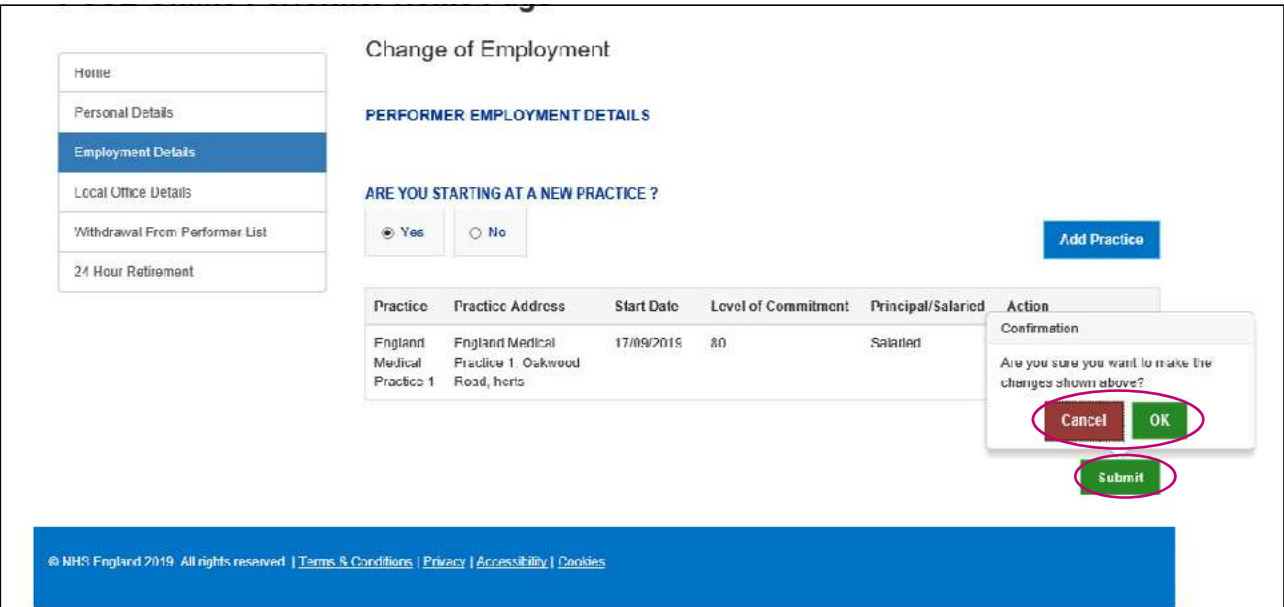 Change of Employment
Home
Personal Details
Employment Details
Local Office Details
Withdrawal From Performer List
24 Hour Retirement
PERFORMER EMPLOYMENT DETAILS
ARE YOU STARTING AT A NEW PRACTICE ?
Yes No
Add Practice
Practice Practice Address Start Date Level of Commitment Principal/Salaried Action
England England Medical 17/09/2019 80 Salaried
Medical Practice 1, Oakwood
Practice 1 Road, herts
Confirmation
Are you sure you want to make the
changes shown above?
Cancel OK
Submit
© NHS England 2019 All rights reserved | Terms & Conditions | Privacy | Accessibility | Cookies